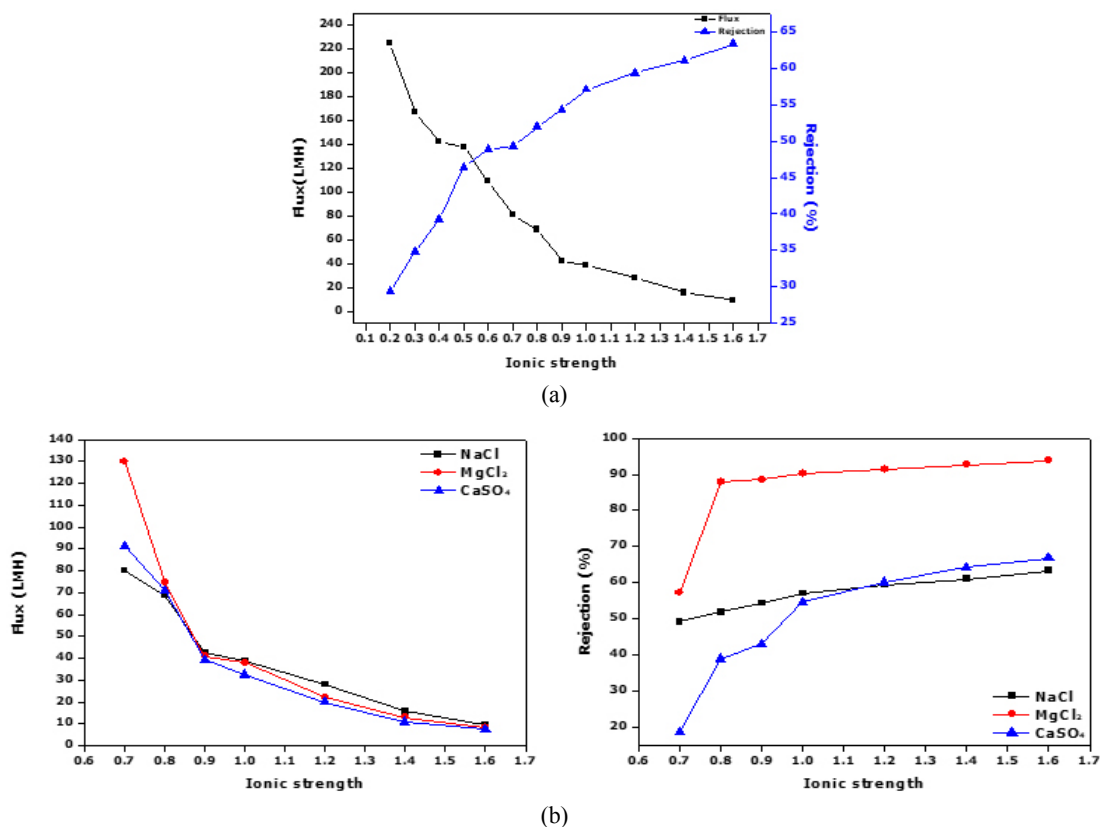 Flux
Rejection
240
220
200
180
160
140
120
100
80
60
40
20
0
Flux(LMH)
65
60
55
50
45
40
35
30
25
Rejection (%)
0.1 0.2 0.3 0.4 0.5 0.6 0.7 0.8 0.9 1.0 1.1 1.2 1.3 1.4 1.5 1.6 1.7
Ionic strength
(a)
140
130
120
110
100
90
80
70
60
50
40
30
20
10
0
Flux (LMH)
NaCl
MgCl₂
CaSO₄
0.6 0.7 0.8 0.9 1.0 1.1 1.2 1.3 1.4 1.5 1.6 1.7
Ionic strength
100
90
80
70
60
50
40
30
20
Rejection (%)
NaCl
MgCl₂
CaSO₄
0.6 0.7 0.8 0.9 1.0 1.1 1.2 1.3 1.4 1.5 1.6 1.7
Ionic strength
(b)